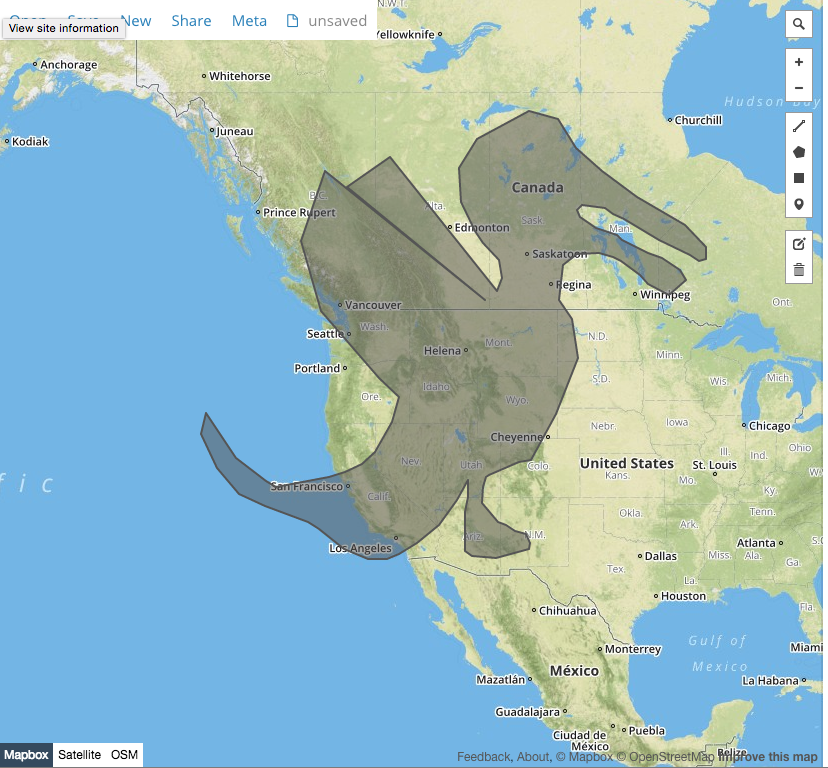 Open Save New Share Meta unsaved
View site information
N.W.T.
Yellowknife
Anchorage
Whitehorse
Hudson Bay
Churchill
Juneau
Kodiak
Canada
B.C.
Alta.
Prince Rupert
Sask.
Edmonton
Man.
Saskatoon
Regina
Winnipeg
Ont.
Vancouver
Wash.
Seattle
N.D.
Mont.
Helena
Minn.
Portland
S.D.
Wis.
Mich.
Idaho
Ore.
Wyo.
Iowa
Nebr.
Chicago
Cheyenne
Ohio
Ill.
Ind.
Nev.
Utah
Colo.
United States
St. Louis
Kans.
Mo.
fic
San Francisco
Calif.
Ky.
Okla.
Tenn.
Ark.
Ariz.
N.M.
Los Angeles
Atlanta
S.C.
Dallas
Miss.
Ala.
Ga.
Tex.
La.
Houston
Fla.
Chihuahua
Gulf of
Mexico
Monterrey
Miami
México
Mazatlán
La Habana
Guadalajara
Ciudad de
México
Puebla
Belize
Mapbox Satellite OSM
Feedback, About, © Mapbox © OpenStreetMap Improve this map